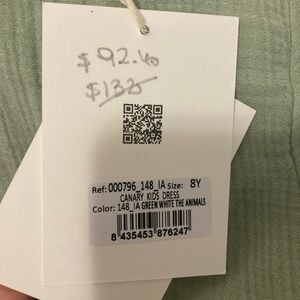 $92.40
$132
Ref: 000796_148_IA Size: 8Y
CANARY KIDS DRESS
Color: 148_IA GREEN WHITE THE ANIMALS
8 435453 876247